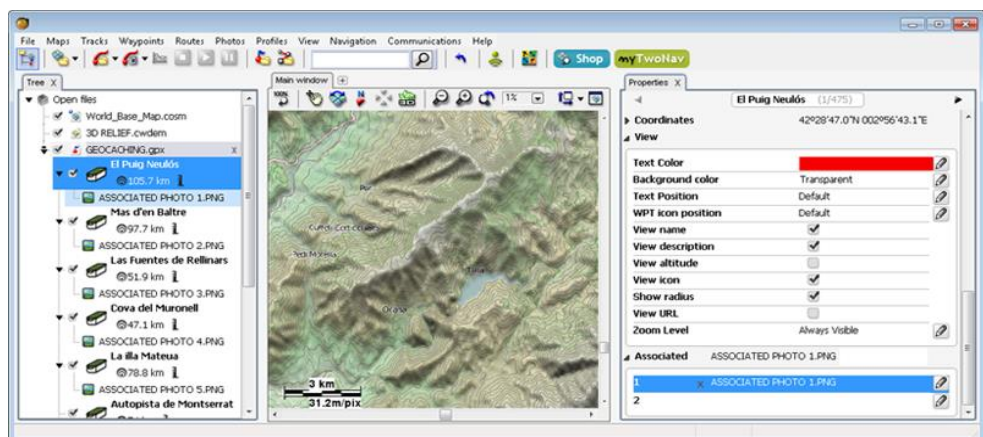 File Maps Tracks Waypoints Routes Photos Profiles View Navigation Communications Help
Shop
myTwoNav
Tree X
Open files
World_Base_Map.cosm
3D RELIEF.cwdem
GEOCACHING.gpx x
El Puig Neulós
105.7 km
ASSOCIATED PHOTO 1.PNG
Mas d'en Baltre
97.7 km
ASSOCIATED PHOTO 2.PNG
Las Fuentes de Rellinars
51.9 km
ASSOCIATED PHOTO 3.PNG
Cova del Muronell
47.1 km
ASSOCIATED PHOTO 4.PNG
La illa Mateua
78.8 km
ASSOCIATED PHOTO 5.PNG
Autopista de Montserrat
Main window
100%
1%
Oraña
3 km
31.2m/pix
Properties X
El Puig Neulós (1/475)
Coordinates 42º28'47.0"N 002º56'43.1"E
View
Text Color
Background color Transparent
Text Position Default
WPT icon position Default
View name
View description
View altitude
View icon
Show radius
View URL
Zoom Level Always Visible
Associated ASSOCIATED PHOTO 1.PNG
1 x ASSOCIATED PHOTO 1.PNG
2